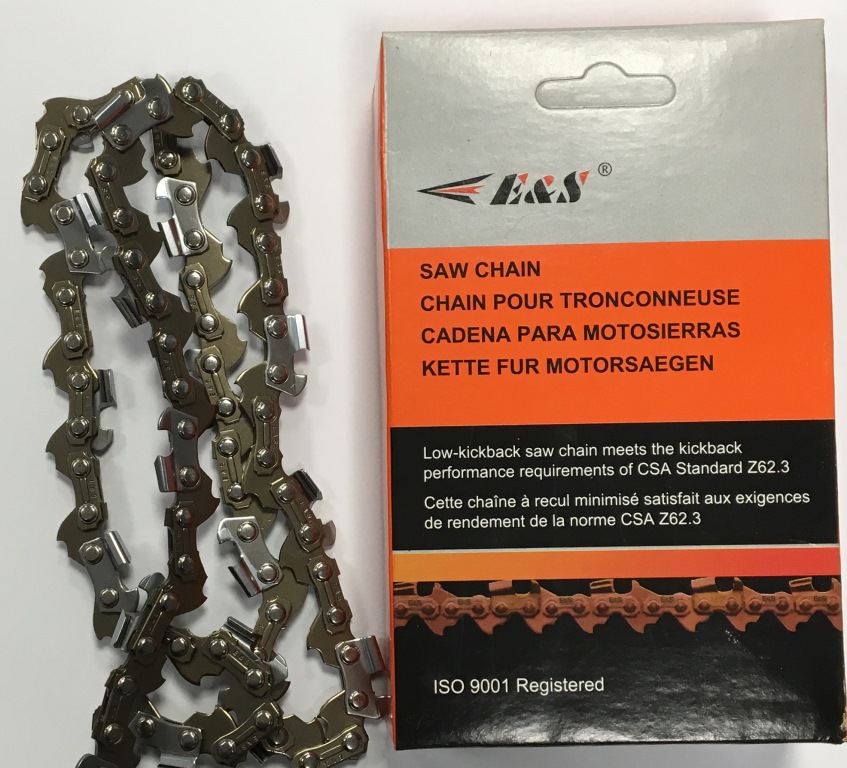 E&S ®
SAW CHAIN
CHAIN POUR TRONCONNEUSE
CADENA PARA MOTOSIERRAS
KETTE FUR MOTORSAEGEN
Low-kickback saw chain meets the kickback
performance requirements of CSA Standard Z62.3
Cette chaîne à recul minimisé satisfait aux exigences
de rendement de la norme CSA Z62.3
E&S E&S E&S E&S E&S
ISO 9001 Registered